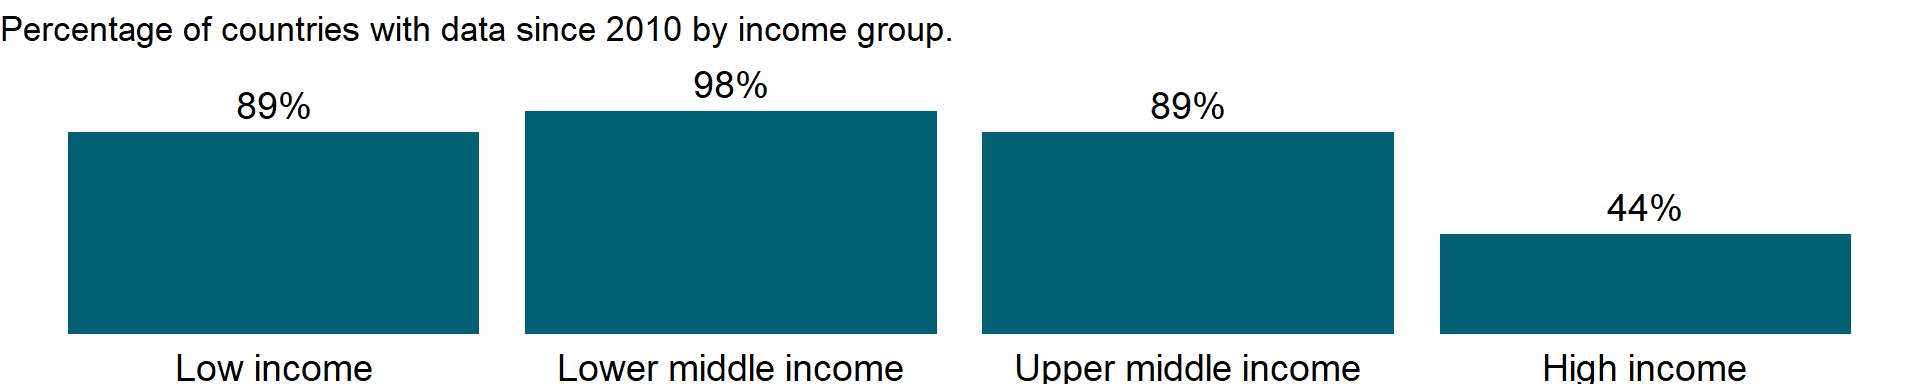 Percentage of countries with data since 2010 by income group.
98%
89%
89%
44%
Low income
Lower middle income
Upper middle income
High income